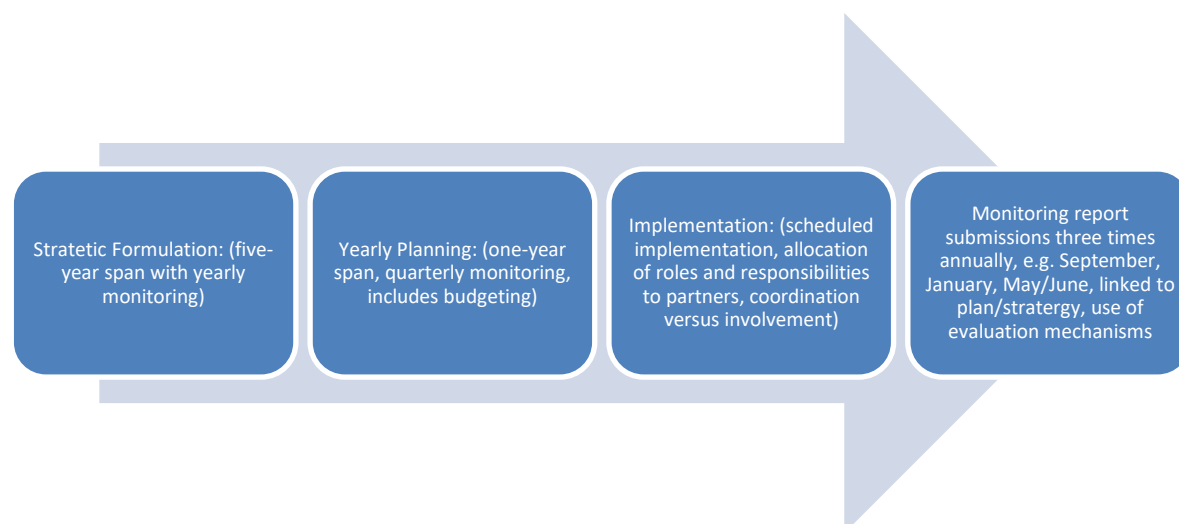 Stratetic Formulation: (five-
year span with yearly
monitoring)
Yearly Planning: (one-year
span, quarterly monitoring,
includes budgeting)
Implementation: (scheduled
implementation, allocation
of roles and responsibilities
to partners, coordination
versus involvement)
Monitoring report
submissions three times
annually, e.g. September,
January, May/June, linked to
plan/stratergy, use of
evaluation mechanisms